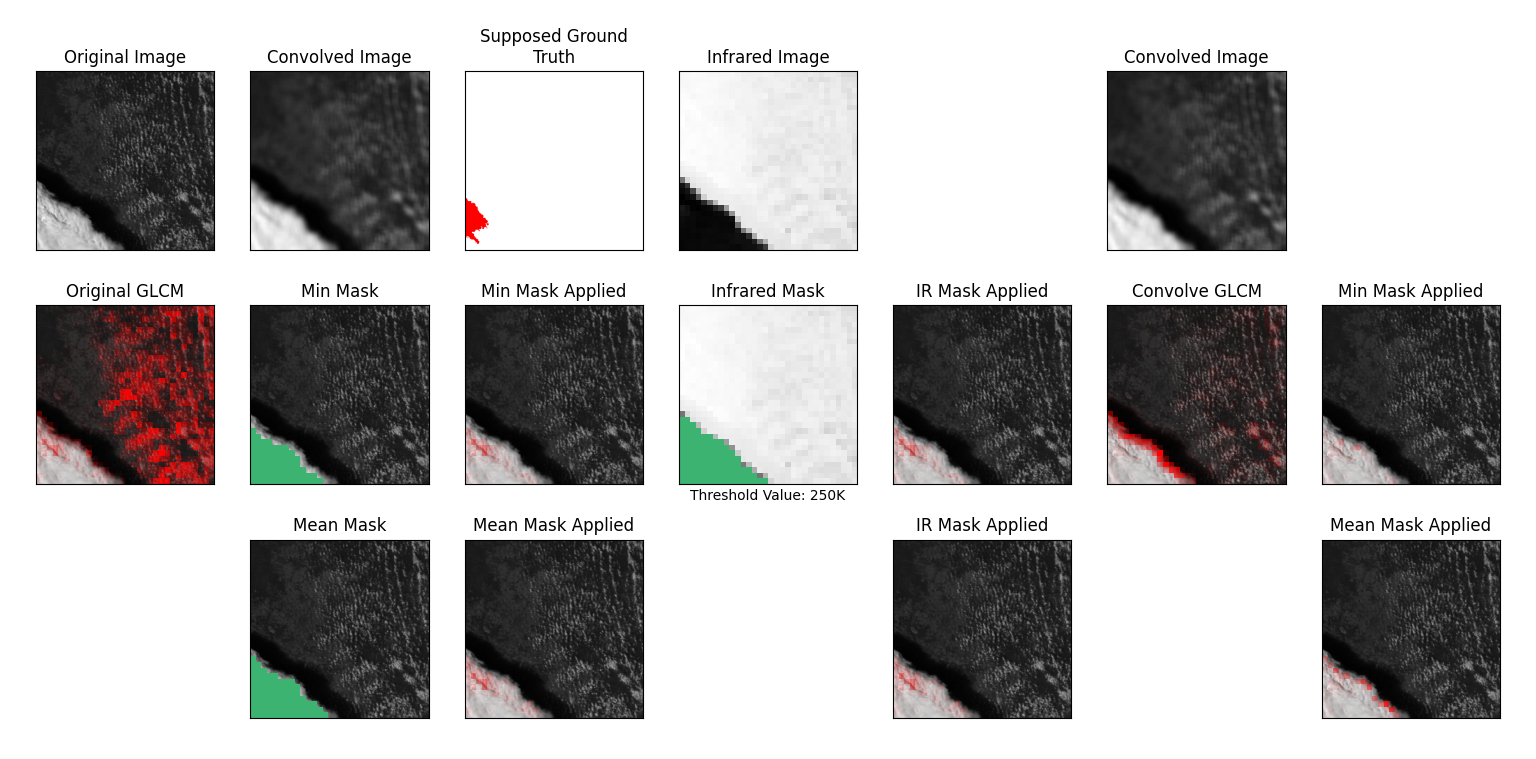 Original Image
Convolved Image
Supposed Ground
Truth
Infrared Image
Convolved Image
Original GLCM
Min Mask
Min Mask Applied
Infrared Mask
IR Mask Applied
Convolve GLCM
Min Mask Applied
Threshold Value: 250K
Mean Mask
Mean Mask Applied
IR Mask Applied
Mean Mask Applied